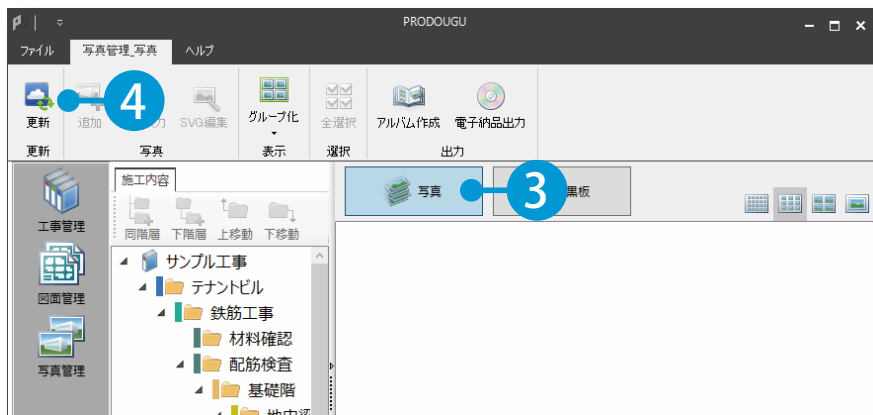 PRODOUGU
ファイル 写真管理_写真 ヘルプ
更新 追加 力 SVG編集 グループ化 全選択 アルバム作成 電子納品出力
4
更新 写真 表示 選択 出力
施工内容
写真 黒板
3
工事管理
同階層 下階層 上移動 下移動
サンプル工事
テナントビル
図面管理
鉄筋工事
材料確認
配筋検査
写真管理
基礎階
地中梁